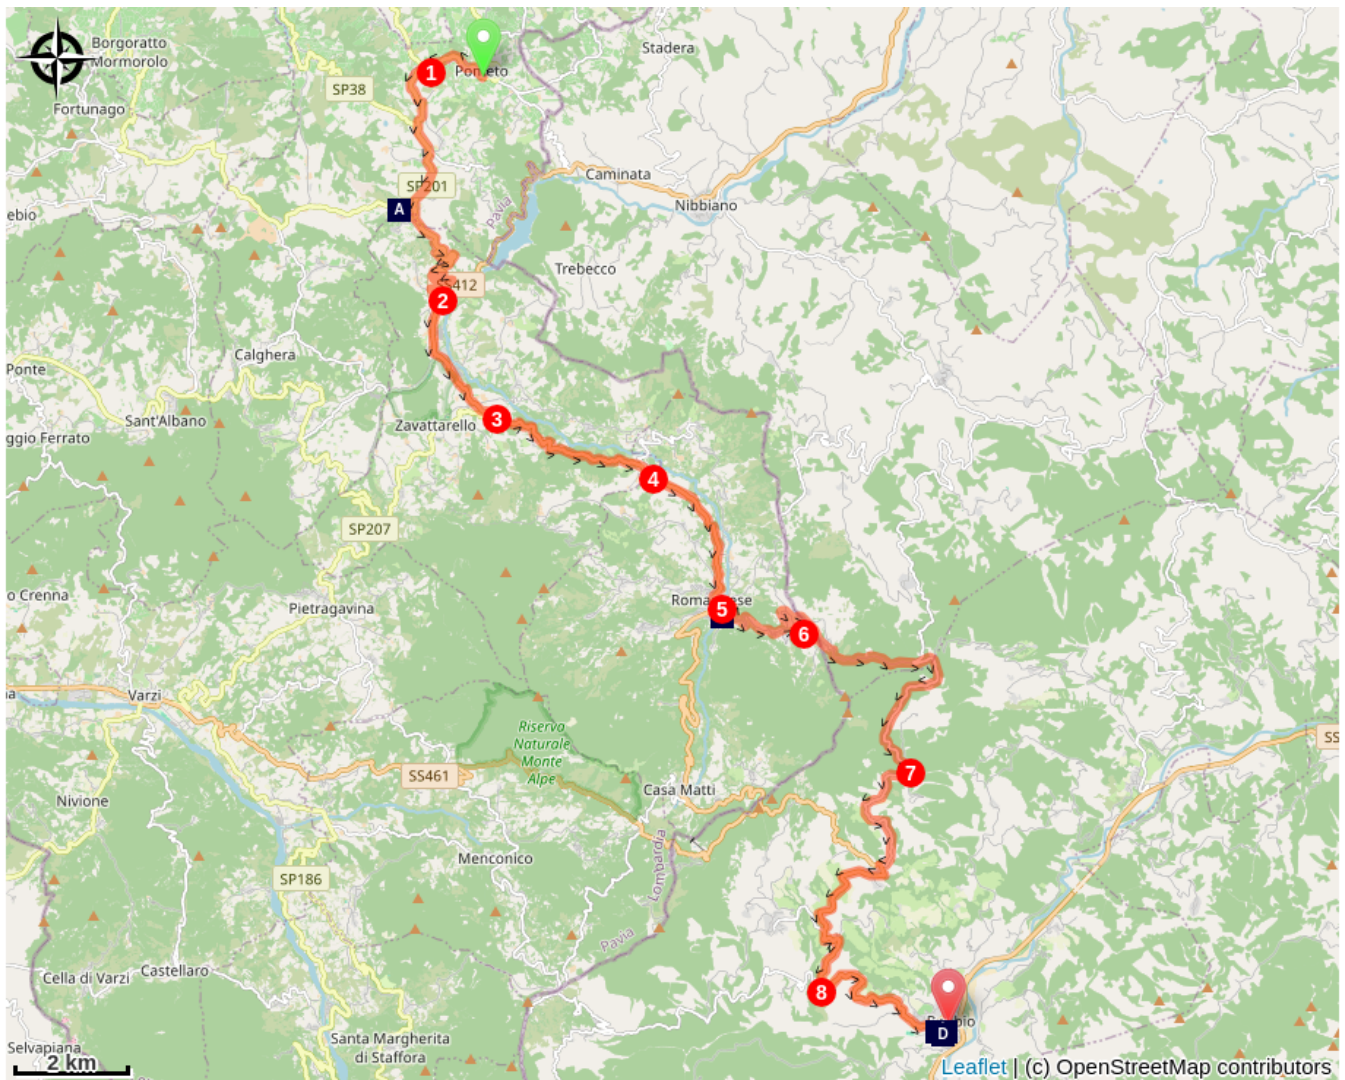 Borgoratto
Mormorolo
Stadera
1
SP38
Fortunago
Caminata
SP201
Nibbiano
A
Pavia
ebio
Trebecco
SS412
2
Calghera
Ponte
Sant'Albano
3
Zavattarello
ggio Ferrato
4
SP207
o Crenna
Pietragavina
5
6
Varzi
Riserva
Naturale
Monte
Alpe
SS
SS461
7
Casa Matti
Nivione
Menconico
Lombardia
SP186
Pavia
Castellaro
Cella di Varzi
8
D
Santa Margherita
di Staffora
Selvapiana
2 km
Leaflet | (c) OpenStreetMap contributors